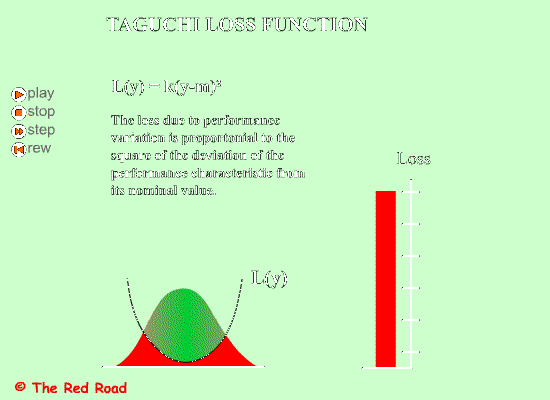 TAGUCHI LOSS FUNCTION
L(y) = k(y-m)²
play
stop
step
rew
The loss due to performance
variation is proportonial to the
square of the deviation of the
performance characteristic from
its nominal value.
Loss
L(y)
© The Red Road